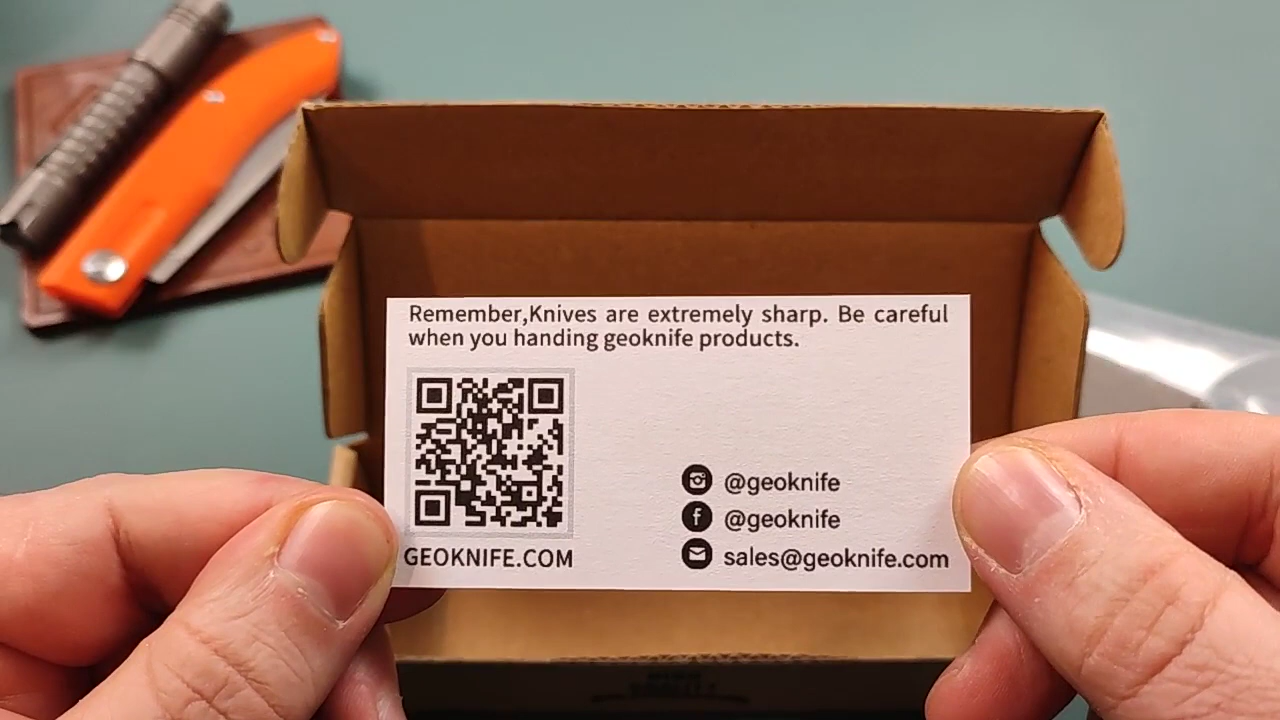 Remember,Knives are extremely sharp. Be careful
when you handing geoknife products.
GEOKNIFE.COM
@geoknife
@geoknife
sales@geoknife.com